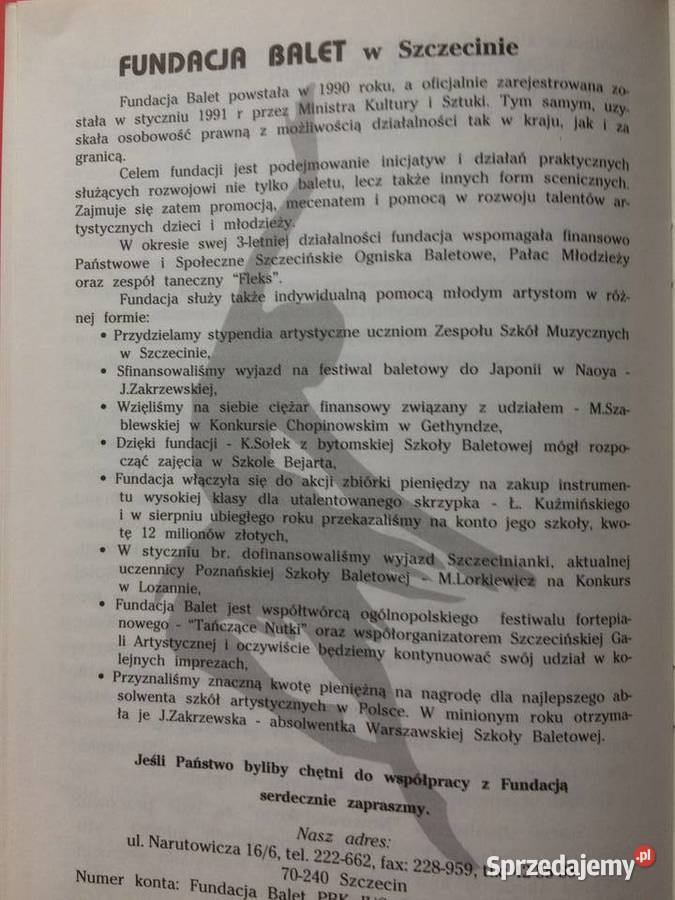 FUNDACJA BALET w Szczecinie
Fundacja Balet powstała w 1990 roku, a oficjalnie zarejestrowana zo-
stała w styczniu 1991 r przez Ministra Kultury i Sztuki. Tym samym, uzy-
skała osobowość prawną z możliwością działalności tak w kraju, jak i za
granicą.
Celem fundacji jest podejmowanie inicjatyw i działań praktycznych
służących rozwojowi nie tylko baletu, lecz także innych form scenicznych.
Zajmuje się zatem promocją, mecenatem i pomocą w rozwoju talentów ar-
tystycznych dzieci i młodzieży.
W okresie swej 3-letniej działalności fundacja wspomagała finansowo
Państwowe i Społeczne Szczecińskie Ogniska Baletowe, Pałac Młodzieży
oraz zespół taneczny “Fleks”.
Fundacja służy także indywidualną pomocą młodym artystom w róż-
nej formie:
• Przydzielamy stypendia artystyczne uczniom Zespołu Szkół Muzycznych
w Szczecinie,
• Sfinansowaliśmy wyjazd na festiwal baletowy do Japonii w Naoya -
J.Zakrzewskiej,
• Wzięliśmy na siebie ciężar finansowy związany z udziałem - M.Sza-
blewskiej w Konkursie Chopinowskim w Gethyndze,
• Dzięki fundacji - K.Sołek z bytomskiej Szkoły Baletowej mógł rozpo-
cząć zajęcia w Szkole Bejarta,
• Fundacja włączyła się do akcji zbiórki pieniędzy na zakup instrumen-
tu wysokiej klasy dla utalentowanego skrzypka - Ł. Kuźmińskiego
i w sierpniu ubiegłego roku przekazaliśmy na konto jego szkoły, kwo-
tę 12 milionów złotych,
• W styczniu br. dofinansowaliśmy wyjazd Szczecinianki, aktualnej
uczennicy Poznańskiej Szkoły Baletowej – M.Lorkiewicz na Konkurs
w Lozannie,
• Fundacja Balet jest współtwórcą ogólnopolskiego festiwalu fortepia-
nowego - “Tańczące Nutki” oraz współorganizatorem Szczecińskiej Ga-
li Artystycznej i oczywiście będziemy kontynuować swój udział w ko-
lejnych imprezach,
• Przyznaliśmy znaczną kwotę pieniężną na nagrodę dla najlepszego ab-
solwenta szkół artystycznych w Polsce. W minionym roku otrzyma-
ła je J.Zakrzewska - absolwentka Warszawskiej Szkoły Baletowej.
Jeśli Państwo byliby chętni do współpracy z Fundacją
serdecznie zapraszmy.
Nasz adres:
ul. Narutowicza 16/6, tel. 222-662, fax: 228-959,
70-240 Szczecin
Numer konta: Fundacja Balet PBK
Sprzedajemy.pl